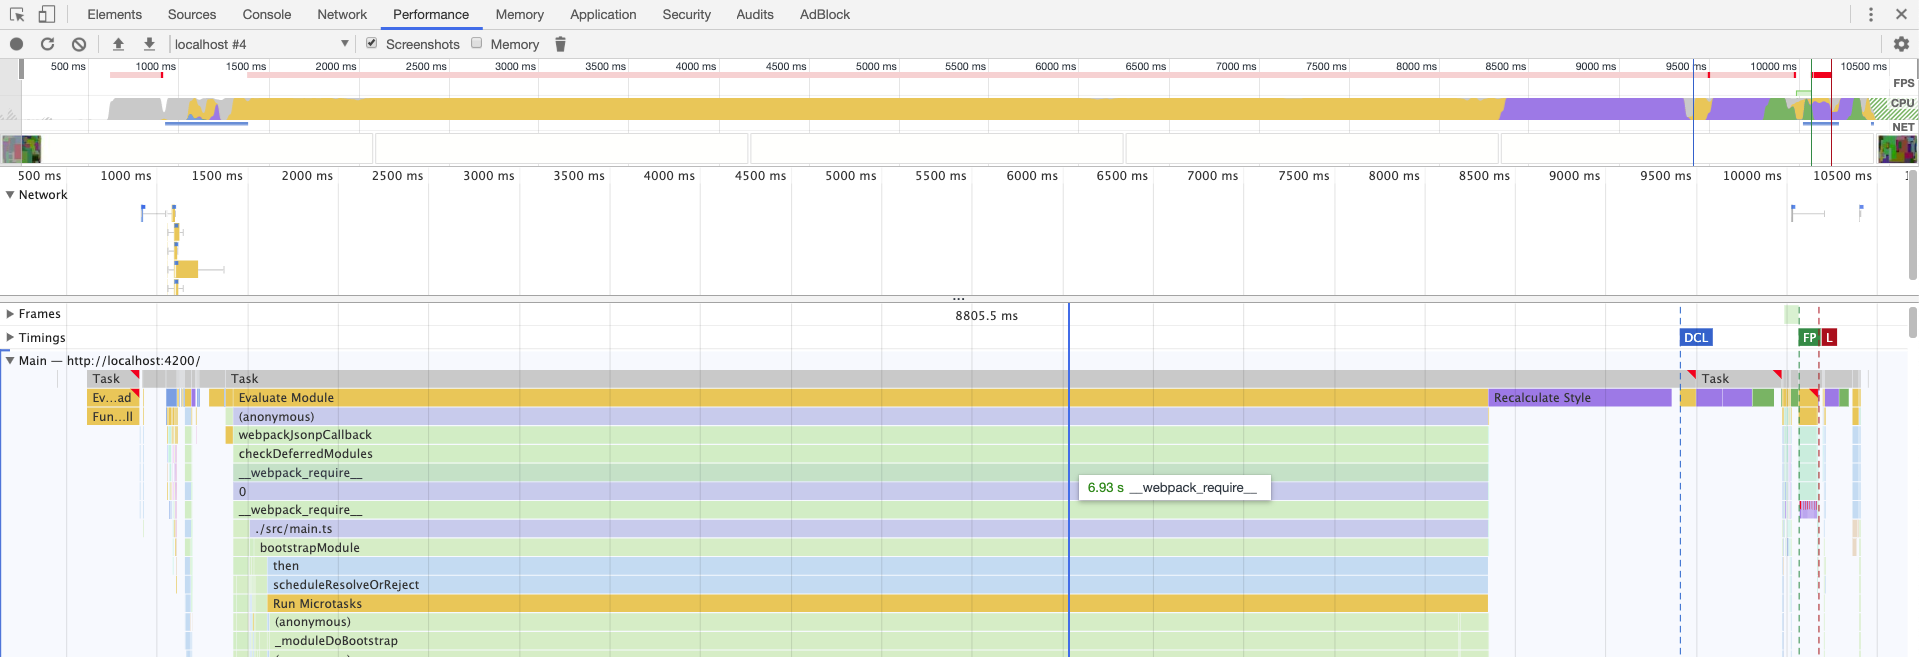 Elements Sources Console Network Performance Memory Application Security Audits AdBlock
localhost #4 Screenshots Memory
500 ms 1000 ms 1500 ms 2000 ms 2500 ms 3000 ms 3500 ms 4000 ms 4500 ms 5000 ms 5500 ms 6000 ms 6500 ms 7000 ms 7500 ms 8000 ms 8500 ms 9000 ms 9500 ms 10000 ms 10500 ms
FPS
CPU
NET
500 ms 1000 ms 1500 ms 2000 ms 2500 ms 3000 ms 3500 ms 4000 ms 4500 ms 5000 ms 5500 ms 6000 ms 6500 ms 7000 ms 7500 ms 8000 ms 8500 ms 9000 ms 9500 ms 10000 ms 10500 ms
Network
...
Frames 8805.5 ms
Timings DCL FP L
Main — http://localhost:4200/
Task Task Task
Ev...ad Evaluate Module Recalculate Style
Fun...ll (anonymous)
webpackJsonpCallback
checkDeferredModules
__webpack_require__
0
6.93 s __webpack_require__
__webpack_require__
./src/main.ts
bootstrapModule
then
scheduleResolveOrReject
Run Microtasks
(anonymous)
_moduleDoBootstrap